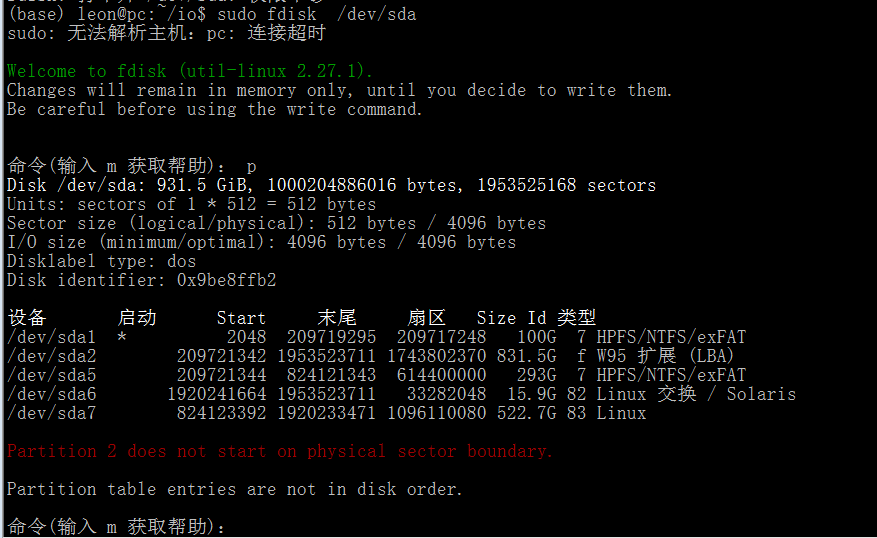 (base) leon@pc:~/io$ sudo fdisk  /dev/sda
sudo: 无法解析主机：pc: 连接超时
Welcome to fdisk (util-linux 2.27.1).
Changes will remain in memory only, until you decide to write them.
Be careful before using the write command.
命令(输入 m 获取帮助)： p
Disk /dev/sda: 931.5 GiB, 1000204886016 bytes, 1953525168 sectors
Units: sectors of 1 * 512 = 512 bytes
Sector size (logical/physical): 512 bytes / 4096 bytes
I/O size (minimum/optimal): 4096 bytes / 4096 bytes
Disklabel type: dos
Disk identifier: 0x9be8ffb2
设备       启动      Start     末尾     扇区   Size Id 类型
/dev/sda1  *          2048  209719295  209717248   100G  7 HPFS/NTFS/exFAT
/dev/sda2        209721342 1953523711 1743802370 831.5G  f W95 扩展 (LBA)
/dev/sda5        209721344  824121343  614400000   293G  7 HPFS/NTFS/exFAT
/dev/sda6       1920241664 1953523711   33282048  15.9G 82 Linux 交换 / Solaris
/dev/sda7        824123392 1920233471 1096110080 522.7G 83 Linux
Partition 2 does not start on physical sector boundary.
Partition table entries are not in disk order.
命令(输入 m 获取帮助)：